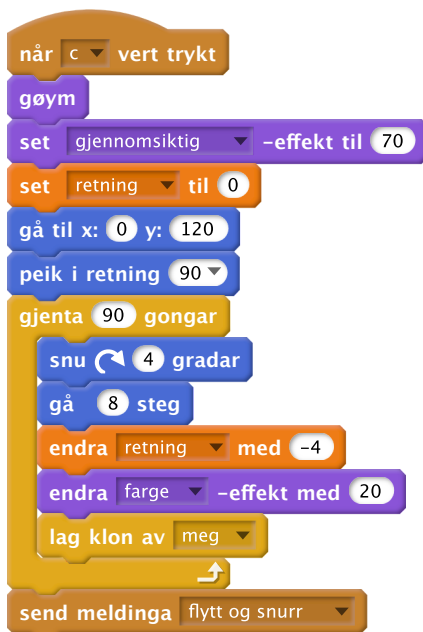 når c vert trykt
gøym
set gjennomsiktig -effekt til 70
set retning til 0
gå til x: 0 y: 120
peik i retning 90
gjenta 90 gongar
snu 4 gradar
gå 8 steg
endra retning med -4
endra farge -effekt med 20
lag klon av meg
send meldinga flytt og snurr